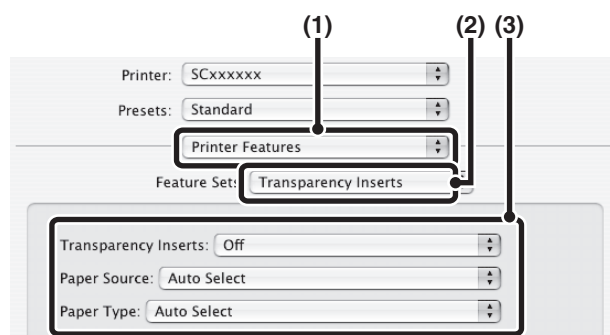 (1) (2) (3)
Printer: SCxxxxxx
Presets: Standard
Printer Features
Feature Set: Transparency Inserts
Transparency Inserts: Off
Paper Source: Auto Select
Paper Type: Auto Select